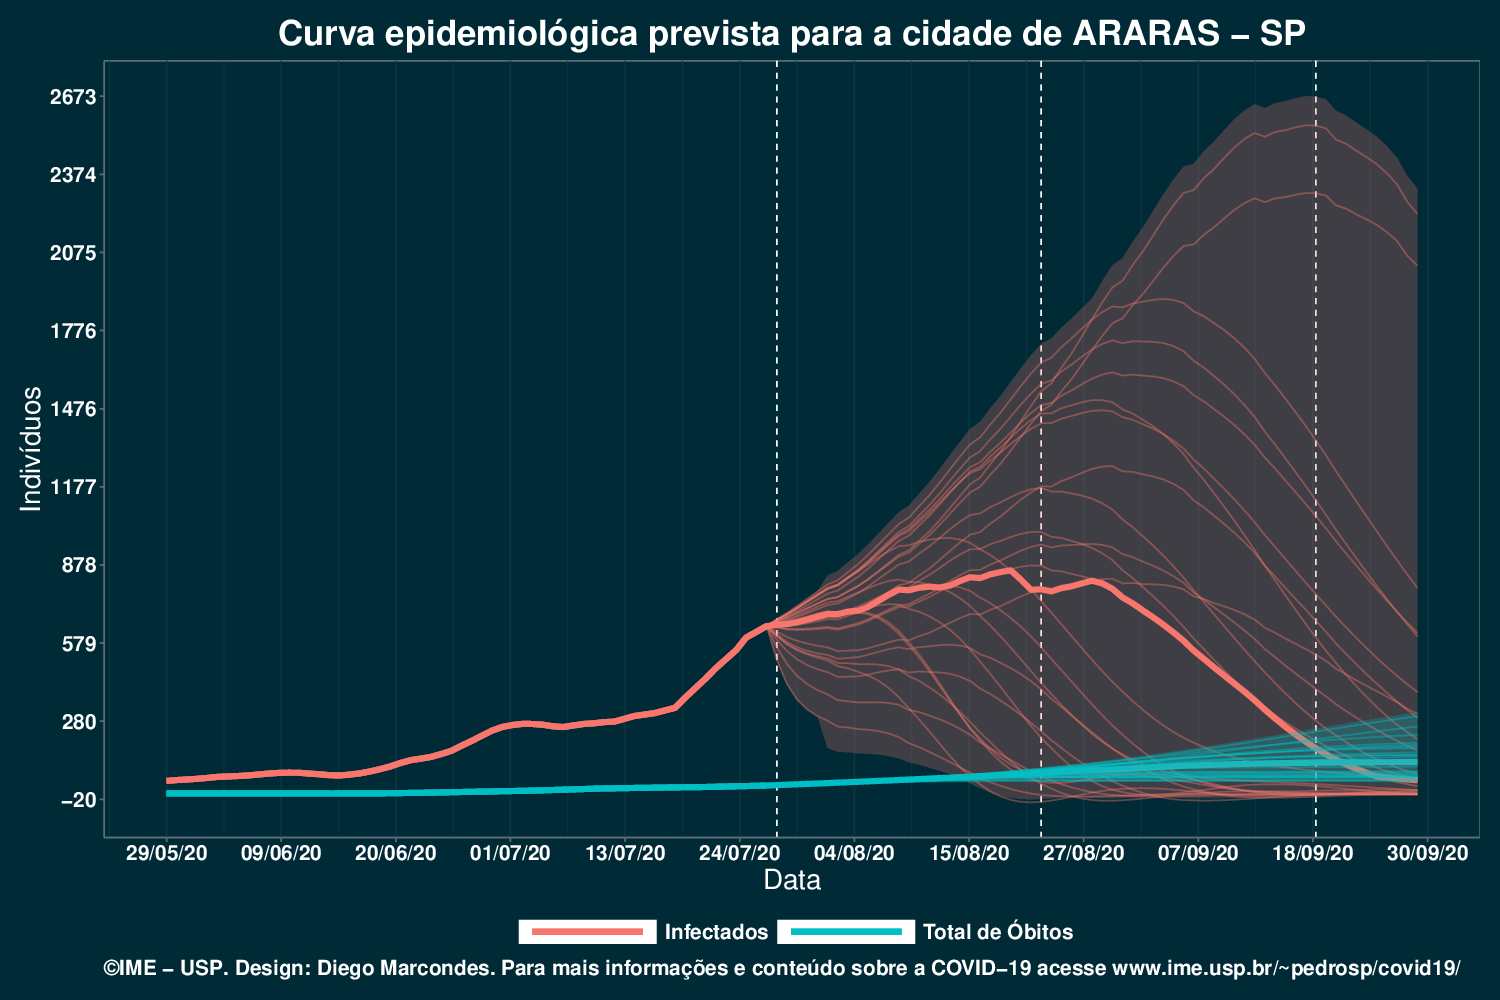 Curva epidemiológica prevista para a cidade de ARARAS – SP
2673
2374
2075
1776
1476
1177
878
579
280
−20
Indivíduos
29/05/20 09/06/20 20/06/20 01/07/20 13/07/20 24/07/20 04/08/20 15/08/20 27/08/20 07/09/20 18/09/20 30/09/20
Data
Infectados Total de Óbitos
©IME – USP. Design: Diego Marcondes. Para mais informações e conteúdo sobre a COVID−19 acesse www.ime.usp.br/~pedrosp/covid19/